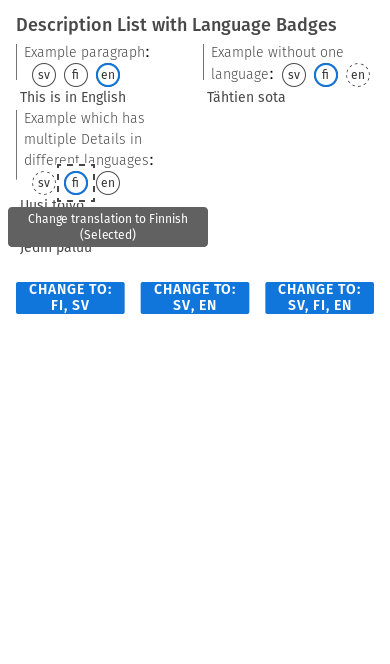 Description List with Language Badges
Example paragraph:
sv fi en
This is in English
Example without one
language: sv fi en
Tähtien sota
Example which has
multiple Details in
different languages:
sv fi en
Uusi toivo
Change translation to Finnish
(Selected)
CHANGE TO:
FI, SV
CHANGE TO:
SV, EN
CHANGE TO:
SV, FI, EN